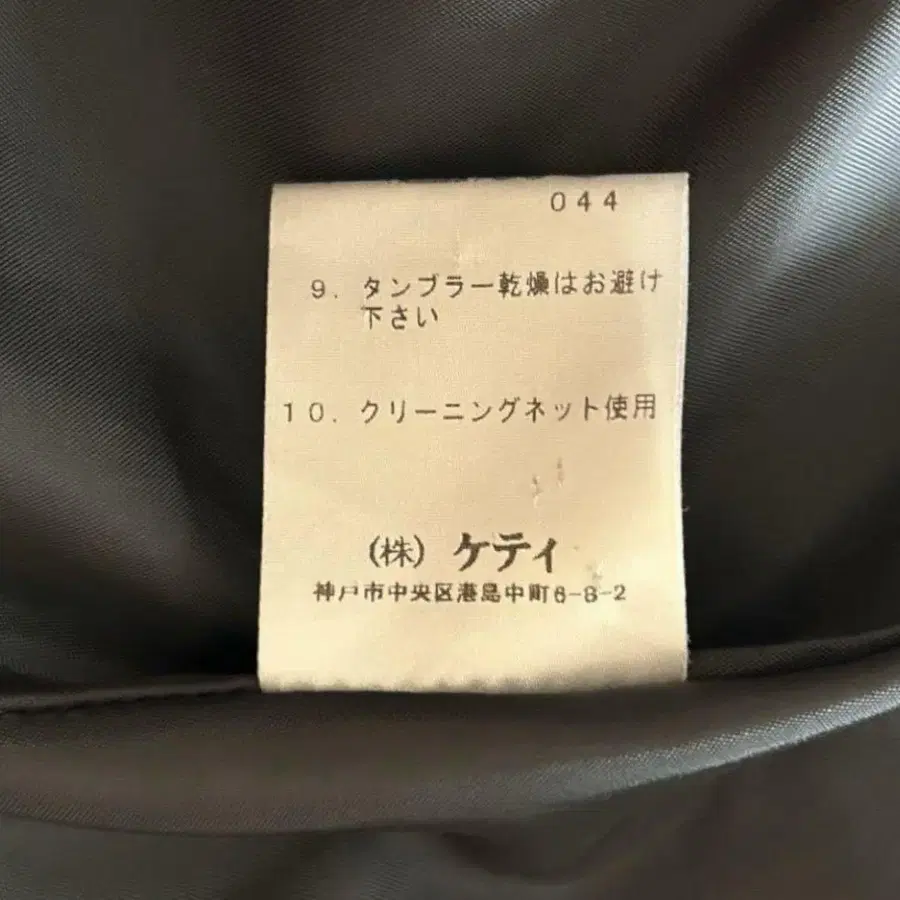 044
9. タンブラー乾燥はお避け
下さい
10. クリーニングネット使用
(株) ケティ
神戸市中央区港島中町6-8-2